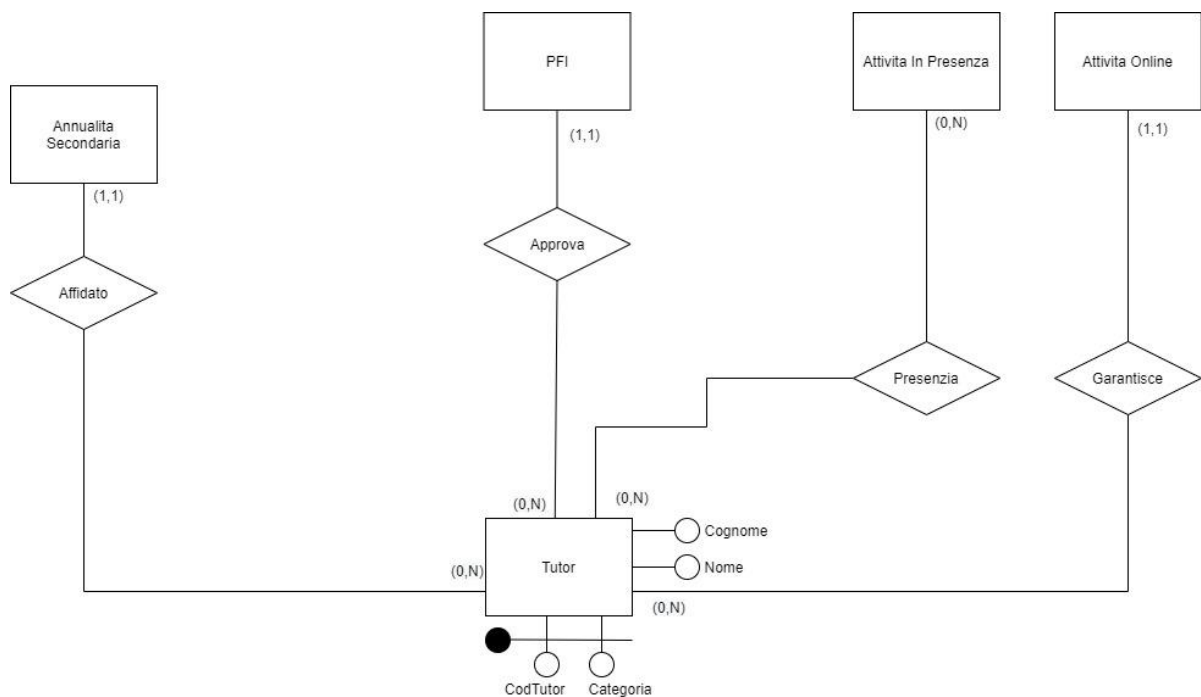 PFI
Attivita In Presenza
Attivita Online
Annualita
Secondaria
(1,1)
(0,N)
(1,1)
(1,1)
Approva
Affidato
Presenzia
Garantisce
(0,N)
(0,N)
Cognome
(0,N)
Tutor
Nome
(0,N)
CodTutor
Categoria